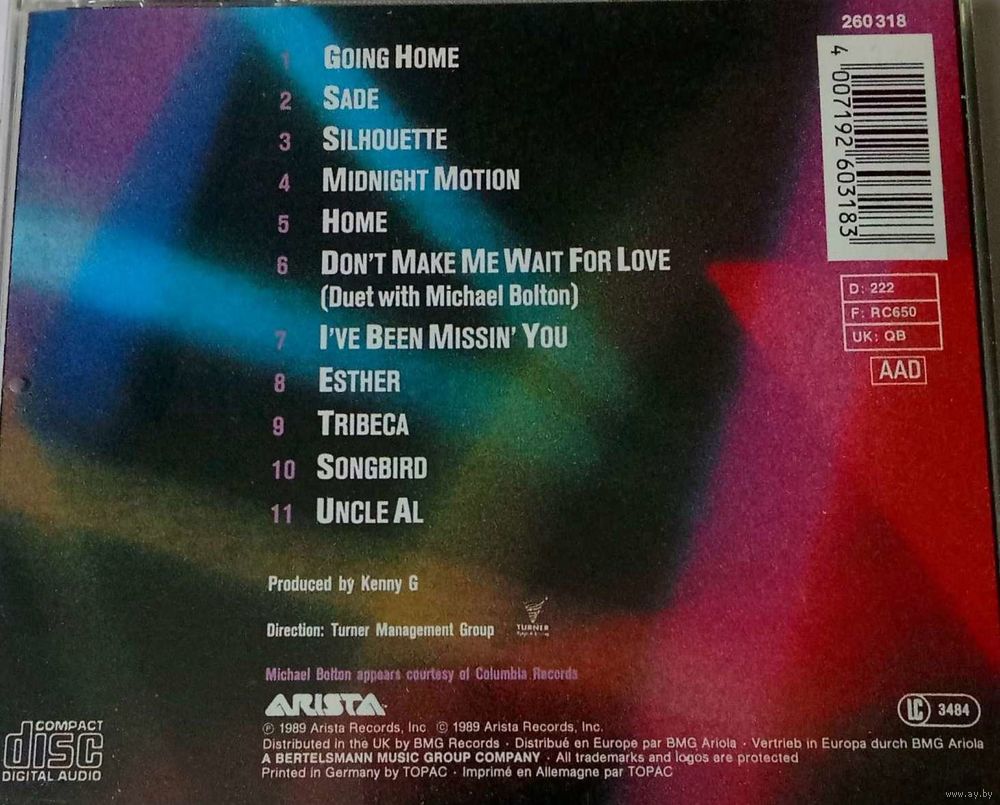 260 318
4 007192 603183
1 GOING HOME
2 SADE
3 SILHOUETTE
4 MIDNIGHT MOTION
5 HOME
6 DON'T MAKE ME WAIT FOR LOVE
(Duet with Michael Bolton)
7 I'VE BEEN MISSIN' YOU
8 ESTHER
9 TRIBECA
10 SONGBIRD
11 UNCLE AL
D: 222
F: RC650
UK: QB
AAD
Produced by Kenny G
Direction: Turner Management Group
TURNER
Michael Bolton appears courtesy of Columbia Records
ARISTA
℗ 1989 Arista Records, Inc © 1989 Arista Records, Inc.
Distributed in the UK by BMG Records · Distribué en Europe par BMG Ariola · Vertrieb in Europa durch BMG Ariola
A BERTELSMANN MUSIC GROUP COMPANY · All trademarks and logos are protected
Printed in Germany by TOPAC · Imprimé en Allemagne par TOPAC
LC 3484
COMPACT
disc
DIGITAL AUDIO
www.ay.by